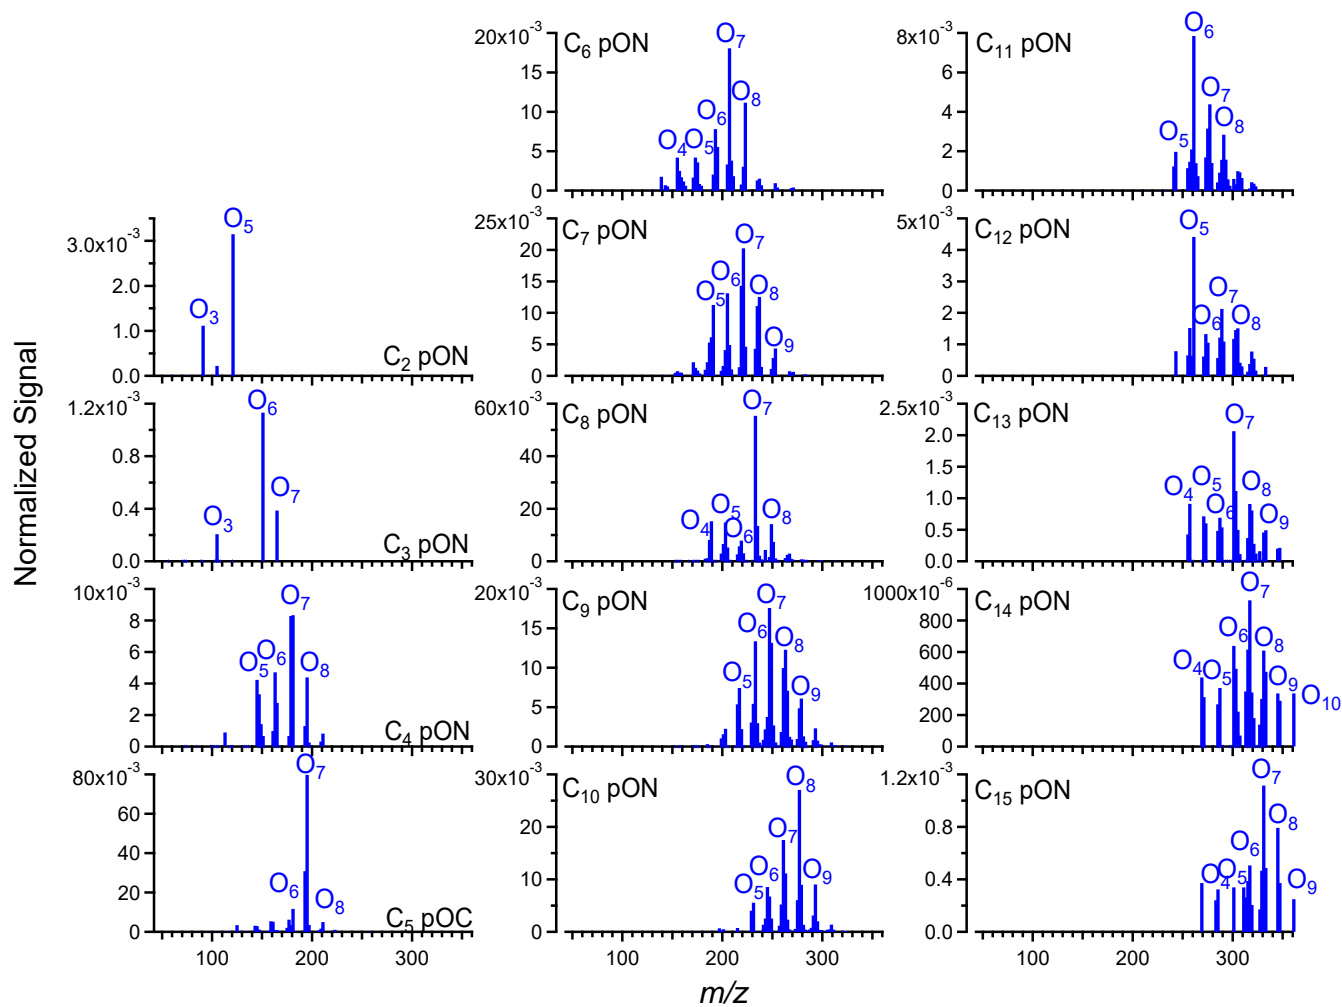 Normalized Signal
3.0x10⁻³
2.0
1.0
0.0
O₃
O₅
C₂ pON
1.2x10⁻³
0.8
0.4
0.0
O₃
O₆
O₇
C₃ pON
10x10⁻³
8
6
4
2
0
O₅
O₆
O₇
O₈
C₄ pON
80x10⁻³
60
40
20
0
O₆
O₇
O₈
C₅ pOC
100
200
300
20x10⁻³
15
10
5
0
C₆ pON
O₄
O₅
O₆
O₇
O₈
25x10⁻³
20
15
10
5
0
C₇ pON
O₅
O₆
O₇
O₈
O₉
60x10⁻³
40
20
0
C₈ pON
O₄
O₅
O₆
O₇
O₈
20x10⁻³
15
10
5
0
C₉ pON
O₅
O₆
O₇
O₈
O₉
30x10⁻³
20
10
0
C₁₀ pON
O₅
O₆
O₇
O₈
O₉
100
200
300
m/z
8x10⁻³
6
4
2
0
C₁₁ pON
O₅
O₆
O₇
O₈
5x10⁻³
4
3
2
1
0
C₁₂ pON
O₅
O₆
O₇
O₈
2.5x10⁻³
2.0
1.5
1.0
0.5
0.0
C₁₃ pON
O₄
O₅
O₆
O₇
O₈
O₉
1000x10⁻⁶
800
600
400
200
0
C₁₄ pON
O₄
O₅
O₆
O₇
O₈
O₉
O₁₀
1.2x10⁻³
0.8
0.4
0.0
C₁₅ pON
O₄
O₅
O₆
O₇
O₈
O₉
100
200
300